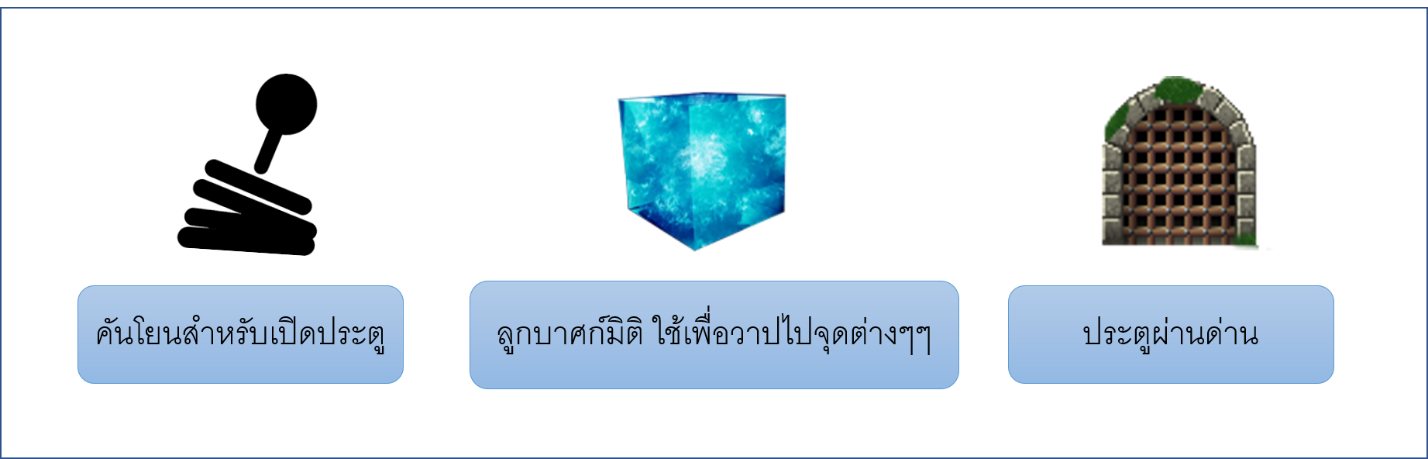 คันโยนสำหรับเปิดประตู
ลูกบาศก์มิติ ใช้เพื่อวาปไปจุดต่างๆๆ
ประตูผ่านด่าน